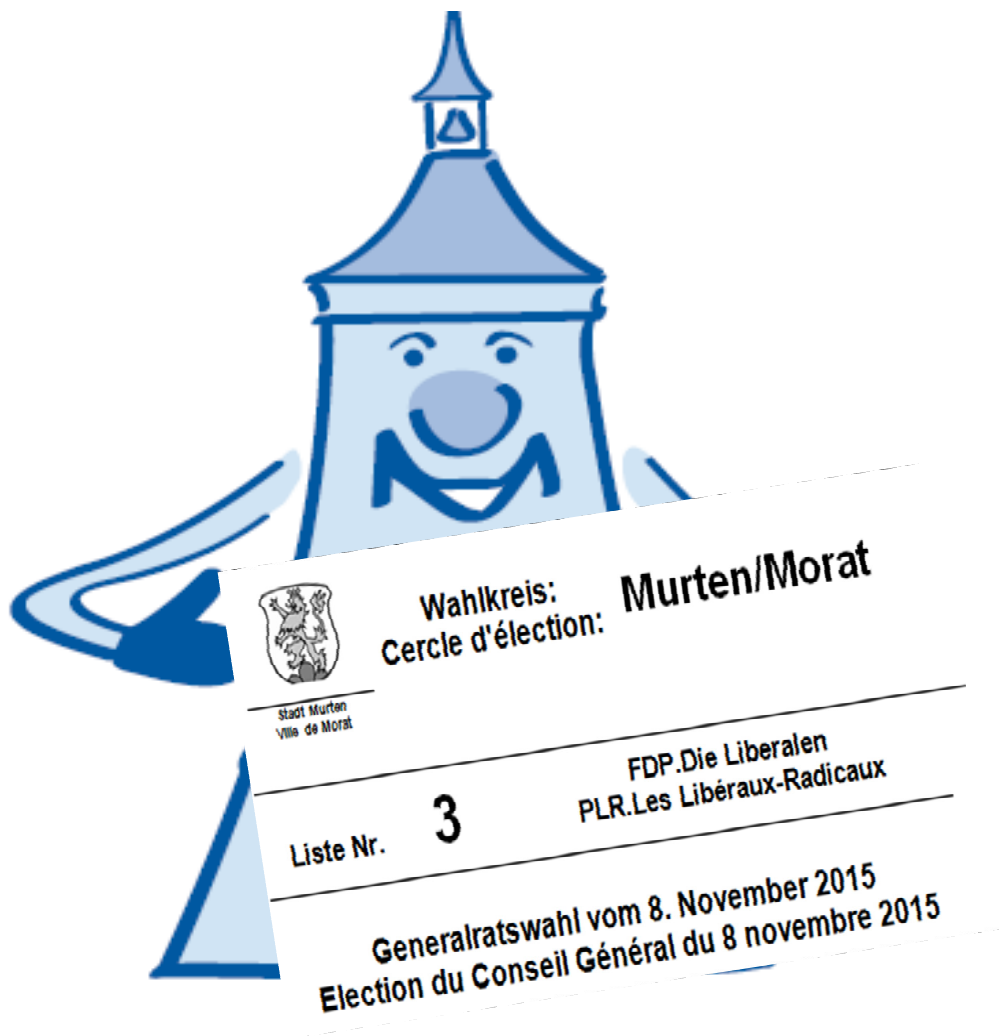 Wahlkreis:
Cercle d'élection:
Murten/Morat
Stadt Murten
Ville de Morat
FDP.Die Liberalen
PLR.Les Libéraux-Radicaux
Liste Nr.
3
Generalratswahl vom 8. November 2015
Election du Conseil Général du 8 novembre 2015